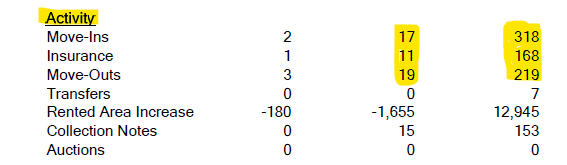 Activity
Move-Ins 2 17 318
Insurance 1 11 168
Move-Outs 3 19 219
Transfers 0 0 7
Rented Area Increase -180 -1,655 12,945
Collection Notes 0 15 153
Auctions 0 0 0